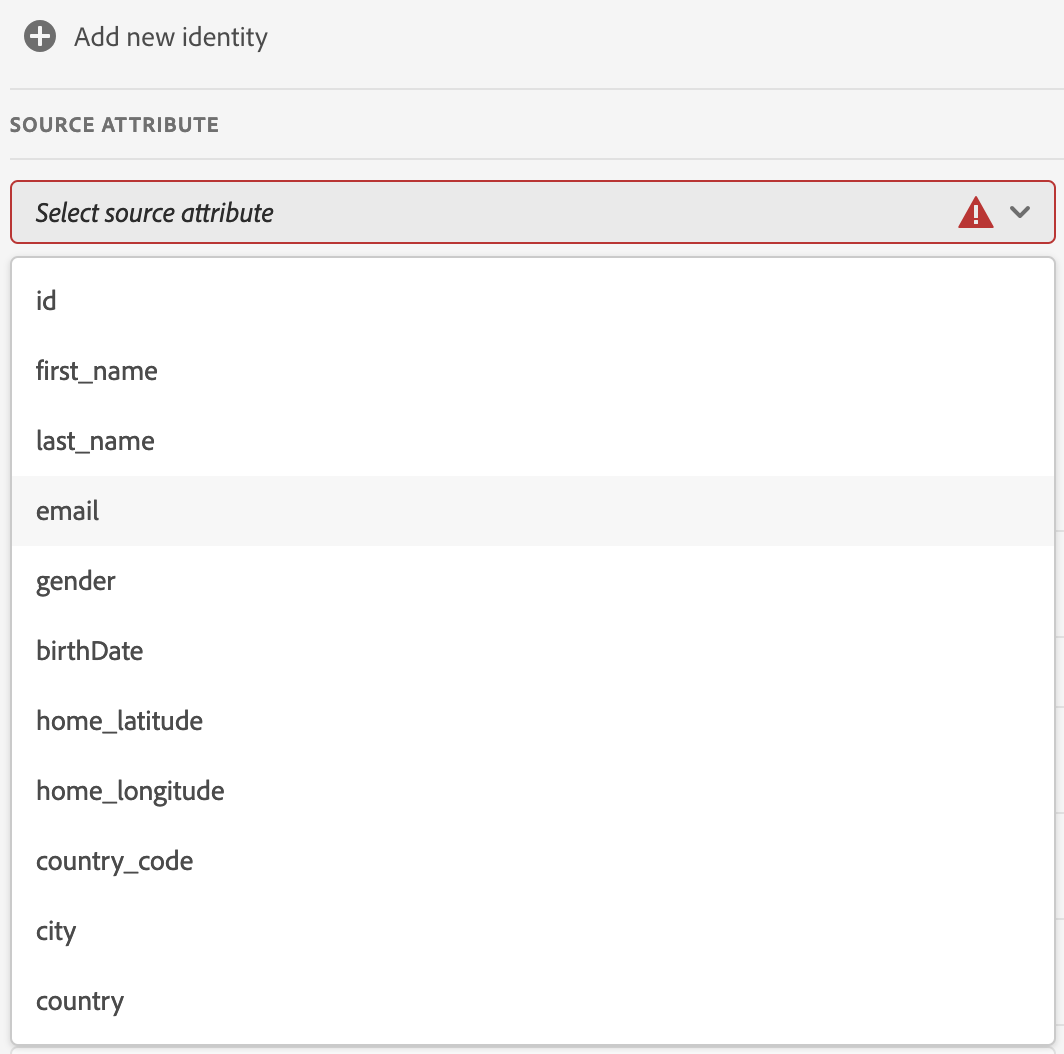 Add new identity
SOURCE ATTRIBUTE
Select source attribute
id
first_name
last_name
email
gender
birthDate
home_latitude
home_longitude
country_code
city
country